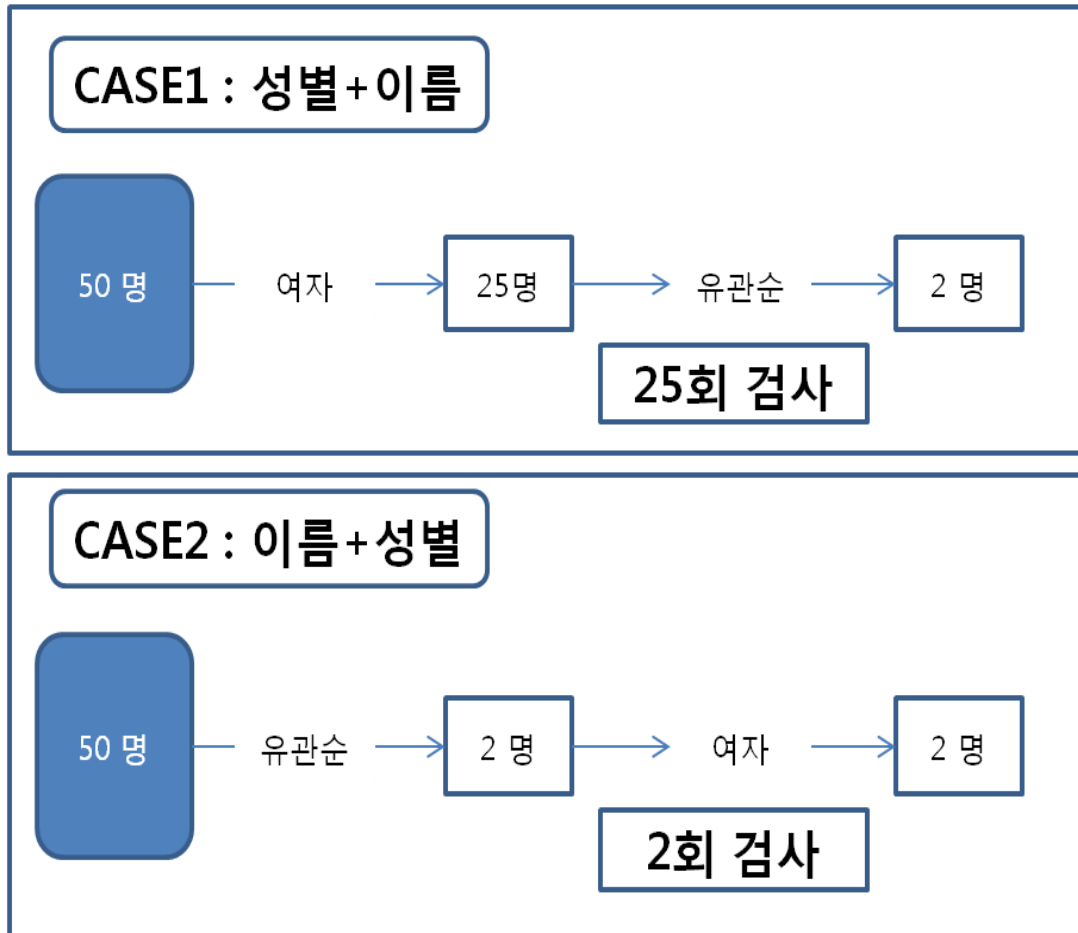 CASE1 : 성별+이름
50 명 여자 25명 유관순 2 명
25회 검사
CASE2 : 이름+성별
50 명 유관순 2 명 여자 2 명
2회 검사